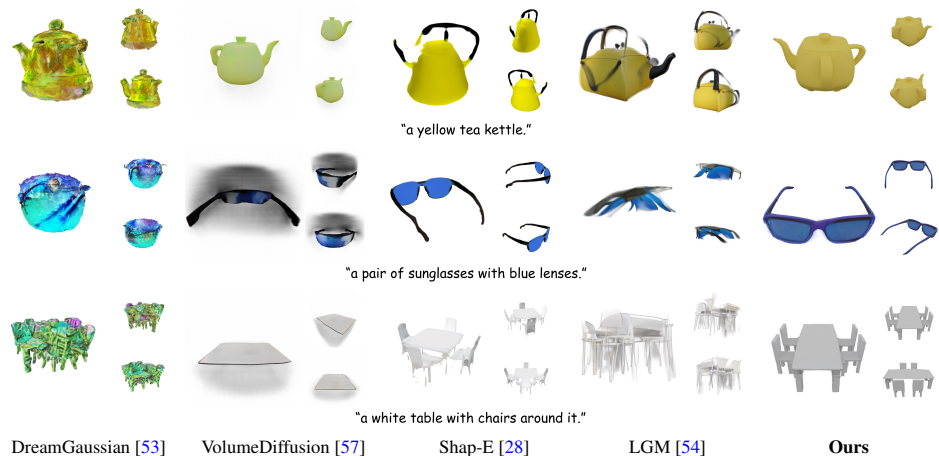 “a yellow tea kettle.”
“a pair of sunglasses with blue lenses.”
“a white table with chairs around it.”
DreamGaussian [53] VolumeDiffusion [57] Shap-E [28] LGM [54] Ours